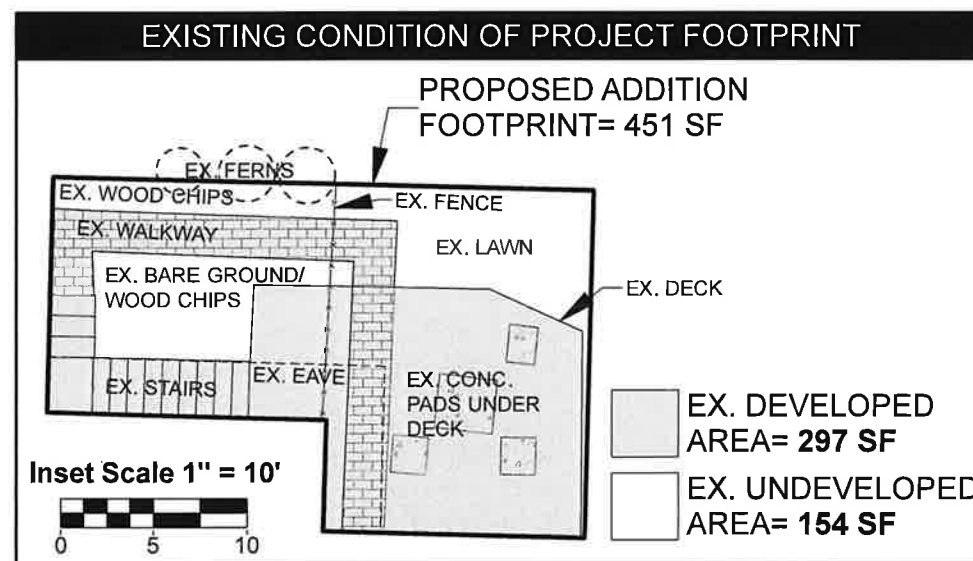 EXISTING CONDITION OF PROJECT FOOTPRINT
PROPOSED ADDITION
FOOTPRINT= 451 SF
EX. FERNS
EX. WOOD CHIPS
EX. FENCE
EX. WALKWAY
EX. LAWN
EX. BARE GROUND/
WOOD CHIPS
EX. DECK
EX. STAIRS
EX. EAVE
EX. CONC.
PADS UNDER
DECK
EX. DEVELOPED
AREA= 297 SF
EX. UNDEVELOPED
AREA= 154 SF
Inset Scale 1" = 10'
0 5 10